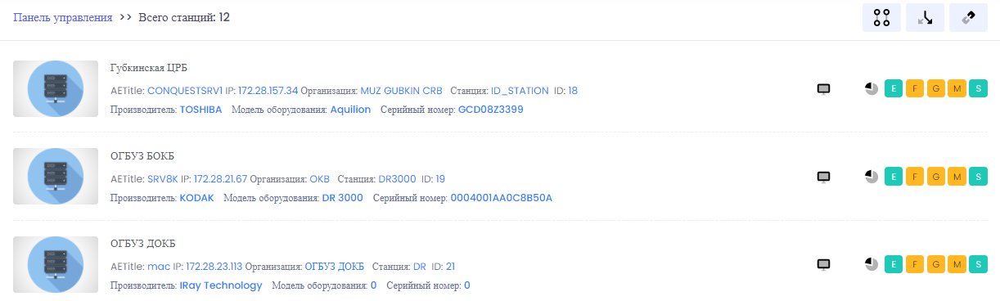 Панель управления >> Всего станций: 12
Губкинская ЦРБ
AETitle: CONQUESTSRV1 IP: 172.28.157.34 Организация: MUZ GUBKIN CRB Станция: ID_STATION ID: 18
E F G M S
Производитель: TOSHIBA Модель оборудования: Aquilion Серийный номер: GCD08Z3399
ОГБУЗ БОКБ
AETitle: SRV8K IP: 172.28.21.67 Организация: OKB Станция: DR3000 ID: 19
E F G M S
Производитель: KODAK Модель оборудования: DR 3000 Серийный номер: 0004001AA0C8B50A
ОГБУЗ ДОКБ
AETitle: mac IP: 172.28.23.113 Организация: ОГБУЗ ДОКБ Станция: DR ID: 21
E F G M S
Производитель: IRay Technology Модель оборудования: 0 Серийный номер: 0